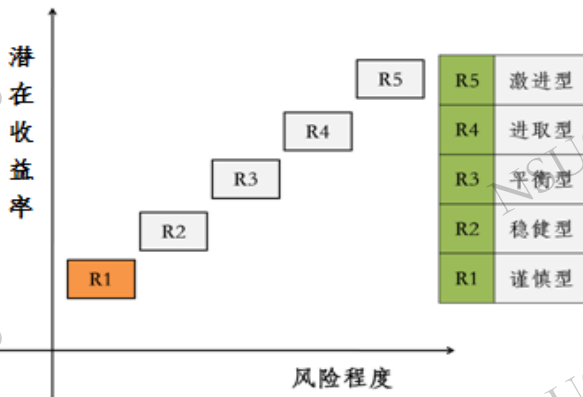 潜在收益率
R5
R4
R3
R2
R1
风险程度
R5 激进型
R4 进取型
R3 平衡型
R2 稳健型
R1 谨慎型
NSU